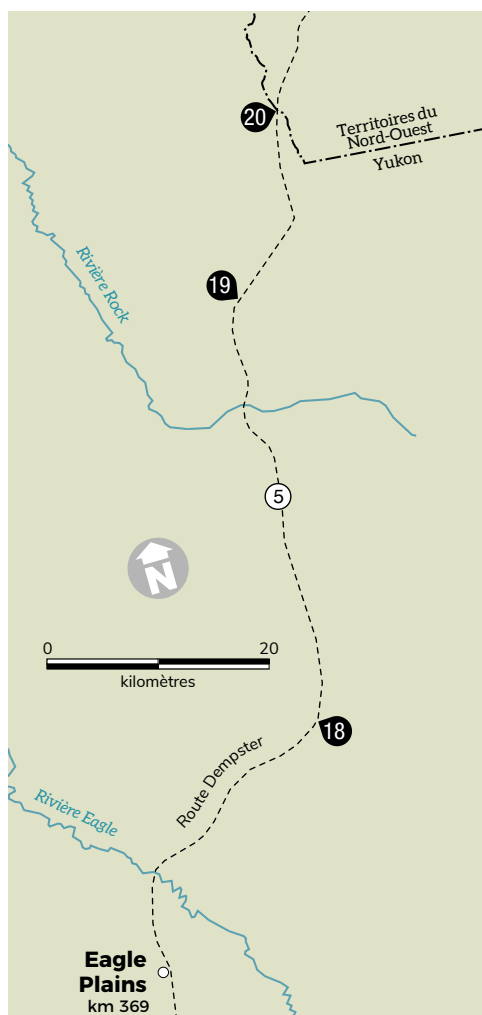 20
Territoires du
Nord-Ouest
Yukon
Rivière Rock
19
5
N
0 20
kilomètres
18
Route Dempster
Rivière Eagle
Eagle
Plains
km 369